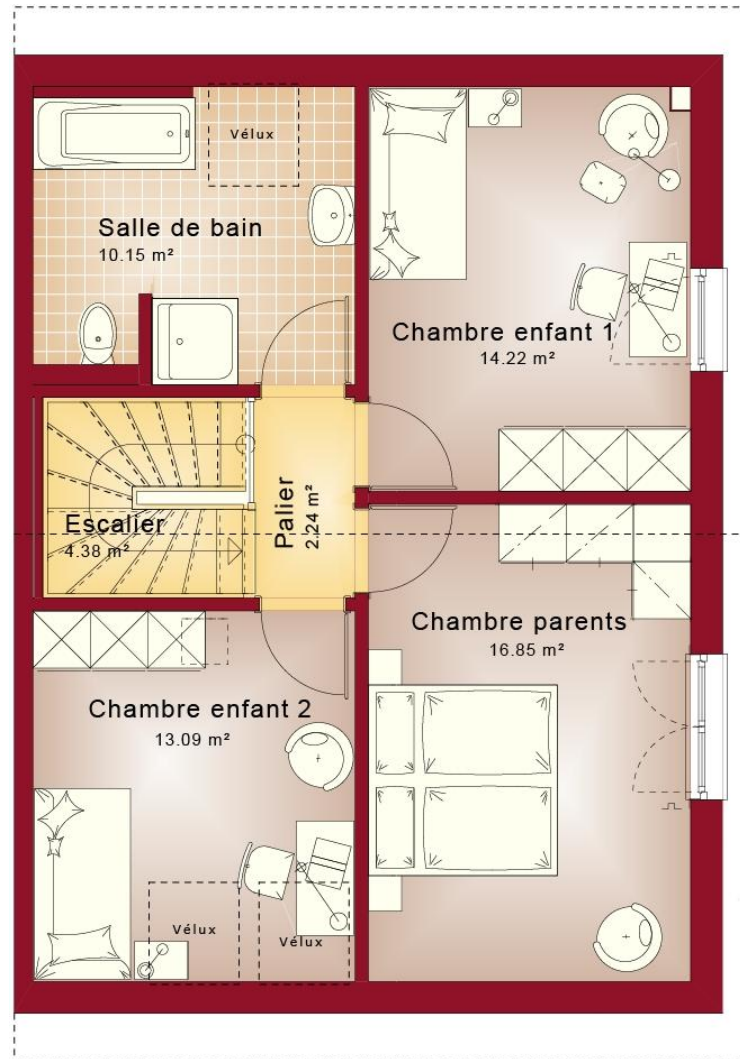 Vélux
Salle de bain
10.15 m²
Chambre enfant 1
14.22 m²
Escalier
4.38 m²
Palier
2.24 m²
Chambre parents
16.85 m²
Chambre enfant 2
13.09 m²
Vélux
Vélux